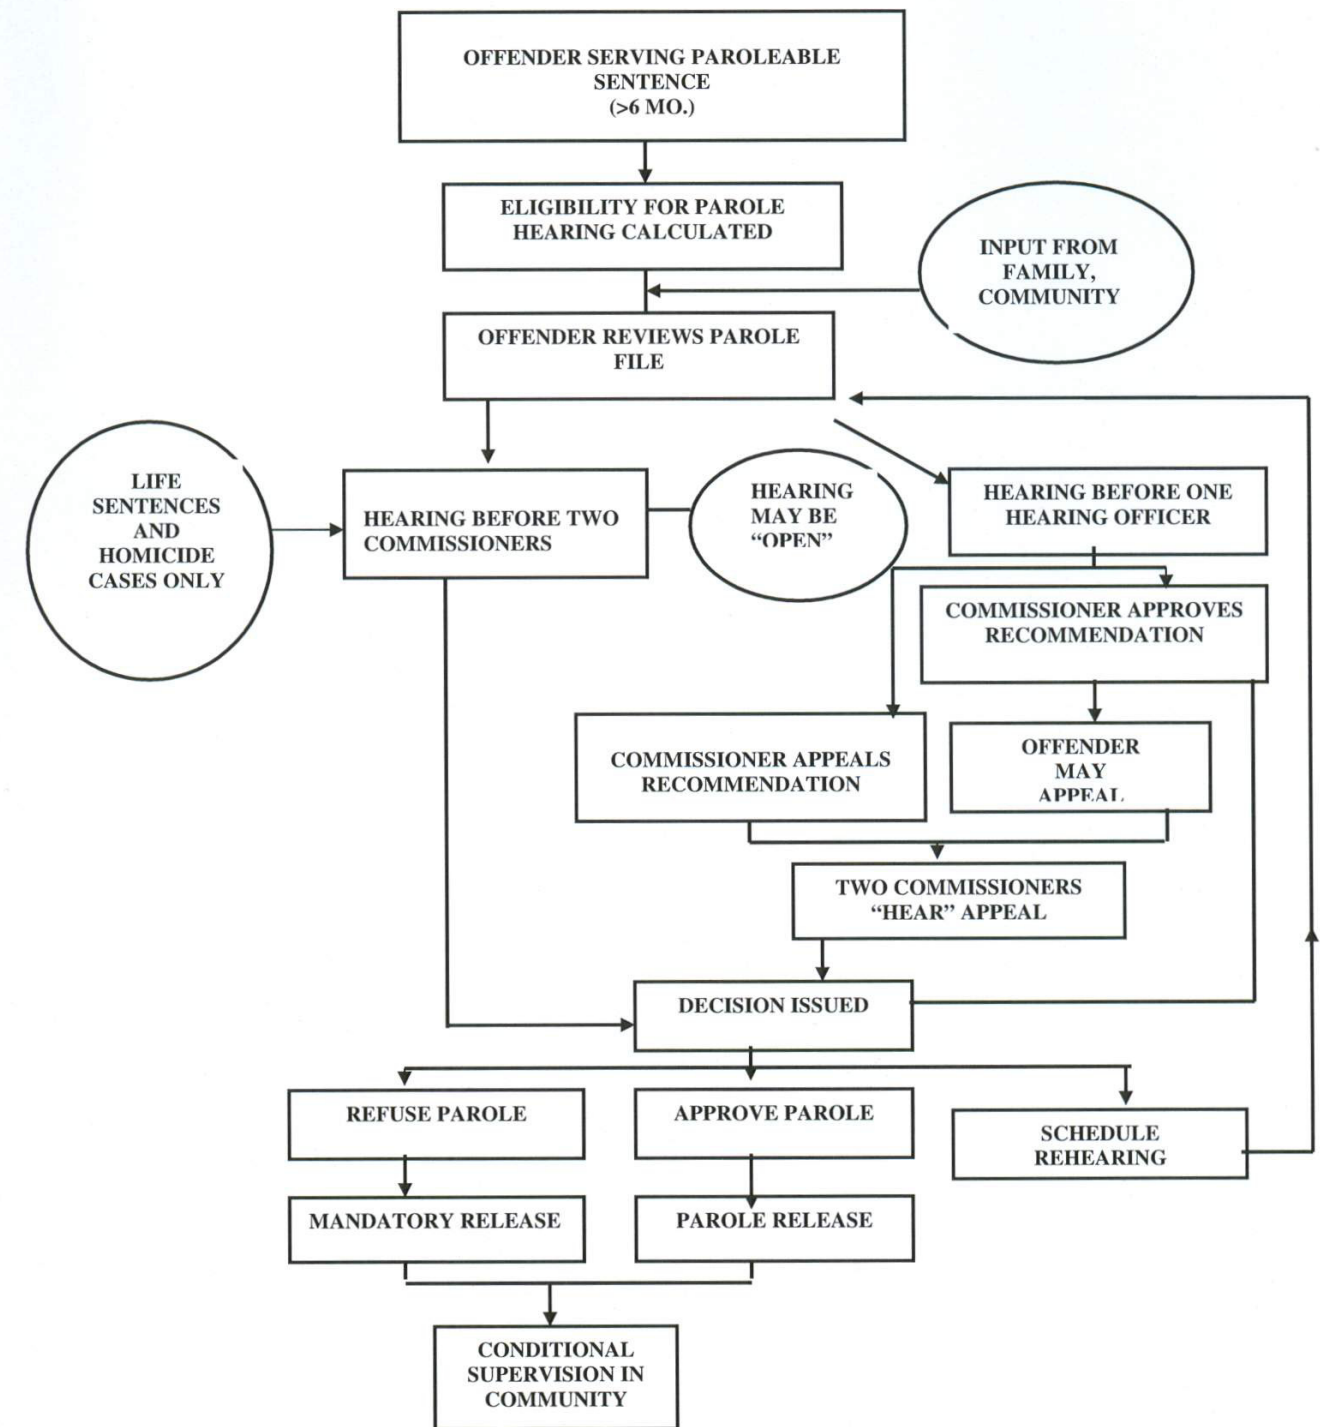 OFFENDER SERVING PAROLEABLE
SENTENCE
(>6 MO.)
ELIGIBILITY FOR PAROLE
HEARING CALCULATED
INPUT FROM
FAMILY,
COMMUNITY
OFFENDER REVIEWS PAROLE
FILE
LIFE
SENTENCES
AND
HOMICIDE
CASES ONLY
HEARING BEFORE TWO
COMMISSIONERS
HEARING
MAY BE
“OPEN”
HEARING BEFORE ONE
HEARING OFFICER
COMMISSIONER APPROVES
RECOMMENDATION
COMMISSIONER APPEALS
RECOMMENDATION
OFFENDER
MAY
APPEAL
TWO COMMISSIONERS
“HEAR” APPEAL
DECISION ISSUED
REFUSE PAROLE
APPROVE PAROLE
SCHEDULE
REHEARING
MANDATORY RELEASE
PAROLE RELEASE
CONDITIONAL
SUPERVISION IN
COMMUNITY